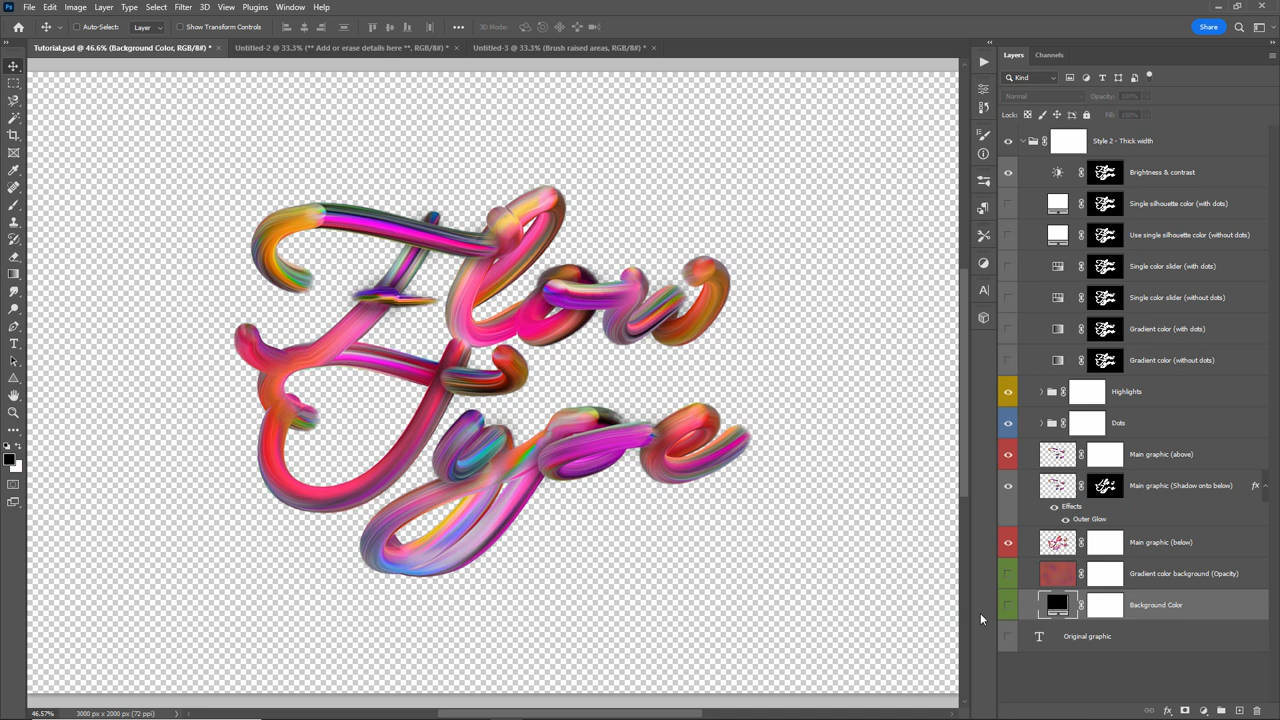 File Edit Image Layer Type Select Filter 3D View Plugins Window Help
Auto-Select: Layer Show Transform Controls 3D Mode: Share
Tutorial.psd @ 46.6% (Background Color, RGB/8#) * Untitled-2 @ 33.3% (** Add or erase details here **, RGB/8#) * Untitled-3 @ 33.3% (Brush raised areas, RGB/8#) *
Layers Channels
Kind
Normal Opacity: 100%
Lock: Fill: 100%
Style 2 - Thick width
Brightness & contrast
Single silhouette color (with dots)
Use single silhouette color (without dots)
Single color slider (with dots)
Single color slider (without dots)
Gradient color (with dots)
Gradient color (without dots)
Highlights
Dots
Main graphic (above)
Main graphic (Shadow onto below) fx
Effects
Outer Glow
Main graphic (below)
Gradient color background (Opacity)
Background Color
Original graphic
46.57% 3000 px x 2000 px (72 ppi)